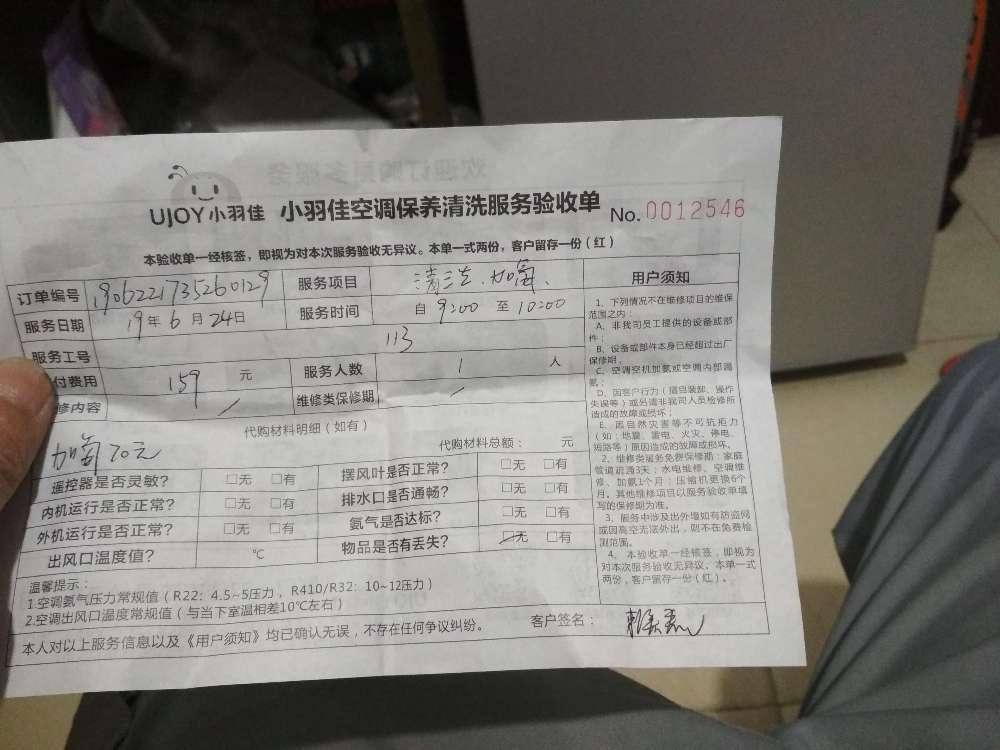 欢迎订购更多服务
UJOY小羽佳 小羽佳空调保养清洗服务验收单 No.0012546
本验收单一经核签，即视为对本次服务验收无异议。本单一式两份，客户留存一份（红）
订单编号 1906221735260129 服务项目 清洗.加氟.
服务日期 19年6月24日 服务时间 自 9:00 至 10:00
服务工号 113
付费用 159 元 服务人数 1 人
修内容 / 维修类保修期 /
代购材料明细（如有）
加氟70元 代购材料总额： 元
遥控器是否灵敏? □无 □有 摆风叶是否正常? □无 □有
内机运行是否正常? □无 □有 排水口是否通畅? □无 □有
外机运行是否正常? □无 □有 氨气是否达标? □无 □有
出风口温度值? ℃ 物品是否有丢失? □无 □有
温馨提示：
1.空调氨气压力常规值（R22：4.5~5压力，R410/R32：10~12压力）
2.空调出风口温度常规值（与当下室温相差10℃左右）
本人对以上服务信息以及《用户须知》均已确认无误，不存在任何争议纠纷。 客户签名：
用户须知
1、下列情况不在维修项目的维保
范围之内：
A、非我司员工提供的设备或部
件；
B、设备或部件本身已经超过出厂
保修期；
C、空调空机加氨或空调内部漏
氨；
D、因客户行为（擅自装卸、操作
失误等）或另请非我司人员检修所
造成的故障或损坏；
E、因自然灾害等不可抗拒力
（如：地震、雷电、火灾、停电、
短路等）原因造成的故障或损坏。
2、维修类服务免费保修期：家庭
管道疏通3天；水电维修、空调维
修、加氨1个月；压缩机更换6个
月。其他维修项目以服务验收单填
写的保修期为准。
3、服务中涉及出外墙如有防盗网
或因高空无法外出，则不在免费检
测范围。
4、本验收单一经核签，即视为
对本次服务验收无异议。本单一式
两份，客户留存一份（红）。